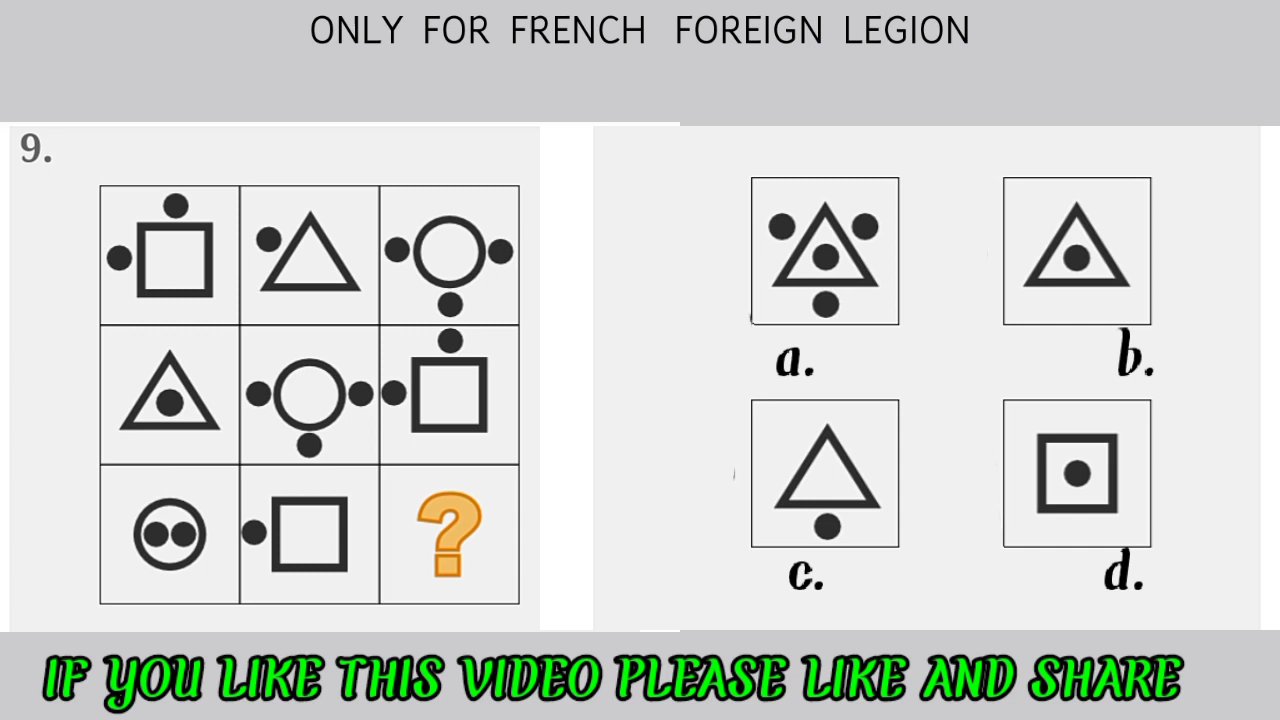 ONLY FOR FRENCH FOREIGN LEGION
9.
?
a.
b.
c.
d.
IF YOU LIKE THIS VIDEO PLEASE LIKE AND SHARE